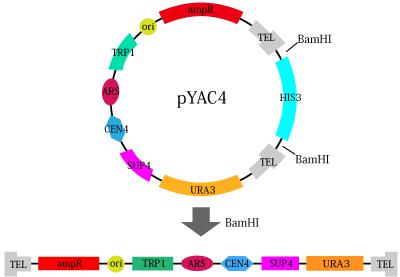 ampR
ori
TEL
BamHI
TRP1
HIS3
ARS
pYAC4
CEN4
BamHI
TEL
SUP4
URA3
BamHI
TEL ampR ori TRP1 ARS CEN4 SUP4 URA3 TEL